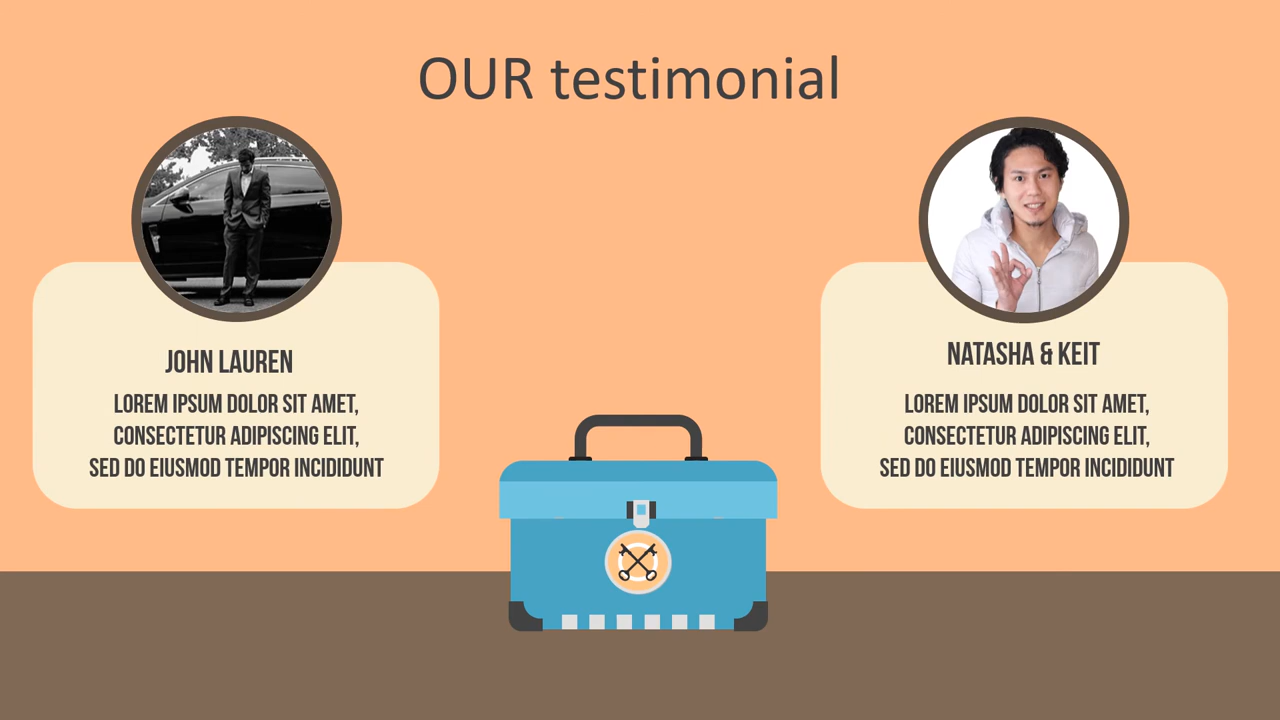 OUR testimonial
JOHN LAUREN
LOREM IPSUM DOLOR SIT AMET,
CONSECTETUR ADIPISCING ELIT,
SED DO EIUSMOD TEMPOR INCIDIDUNT
NATASHA & KEIT
LOREM IPSUM DOLOR SIT AMET,
CONSECTETUR ADIPISCING ELIT,
SED DO EIUSMOD TEMPOR INCIDIDUNT